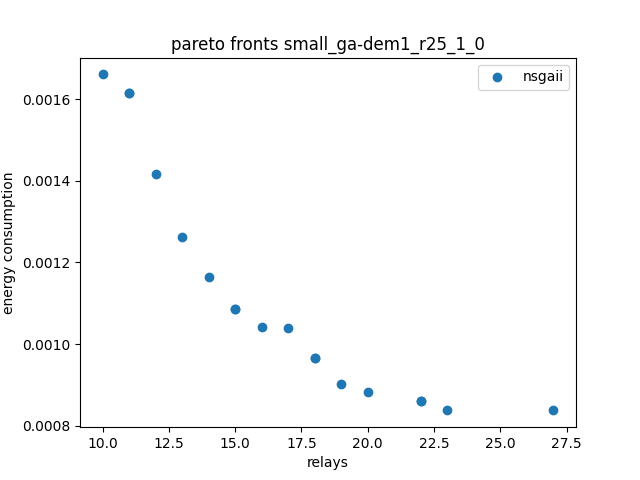 pareto fronts small_ga-dem1_r25_1_0
nsgaii
energy consumption
0.0016
0.0014
0.0012
0.0010
0.0008
10.0 12.5 15.0 17.5 20.0 22.5 25.0 27.5
relays